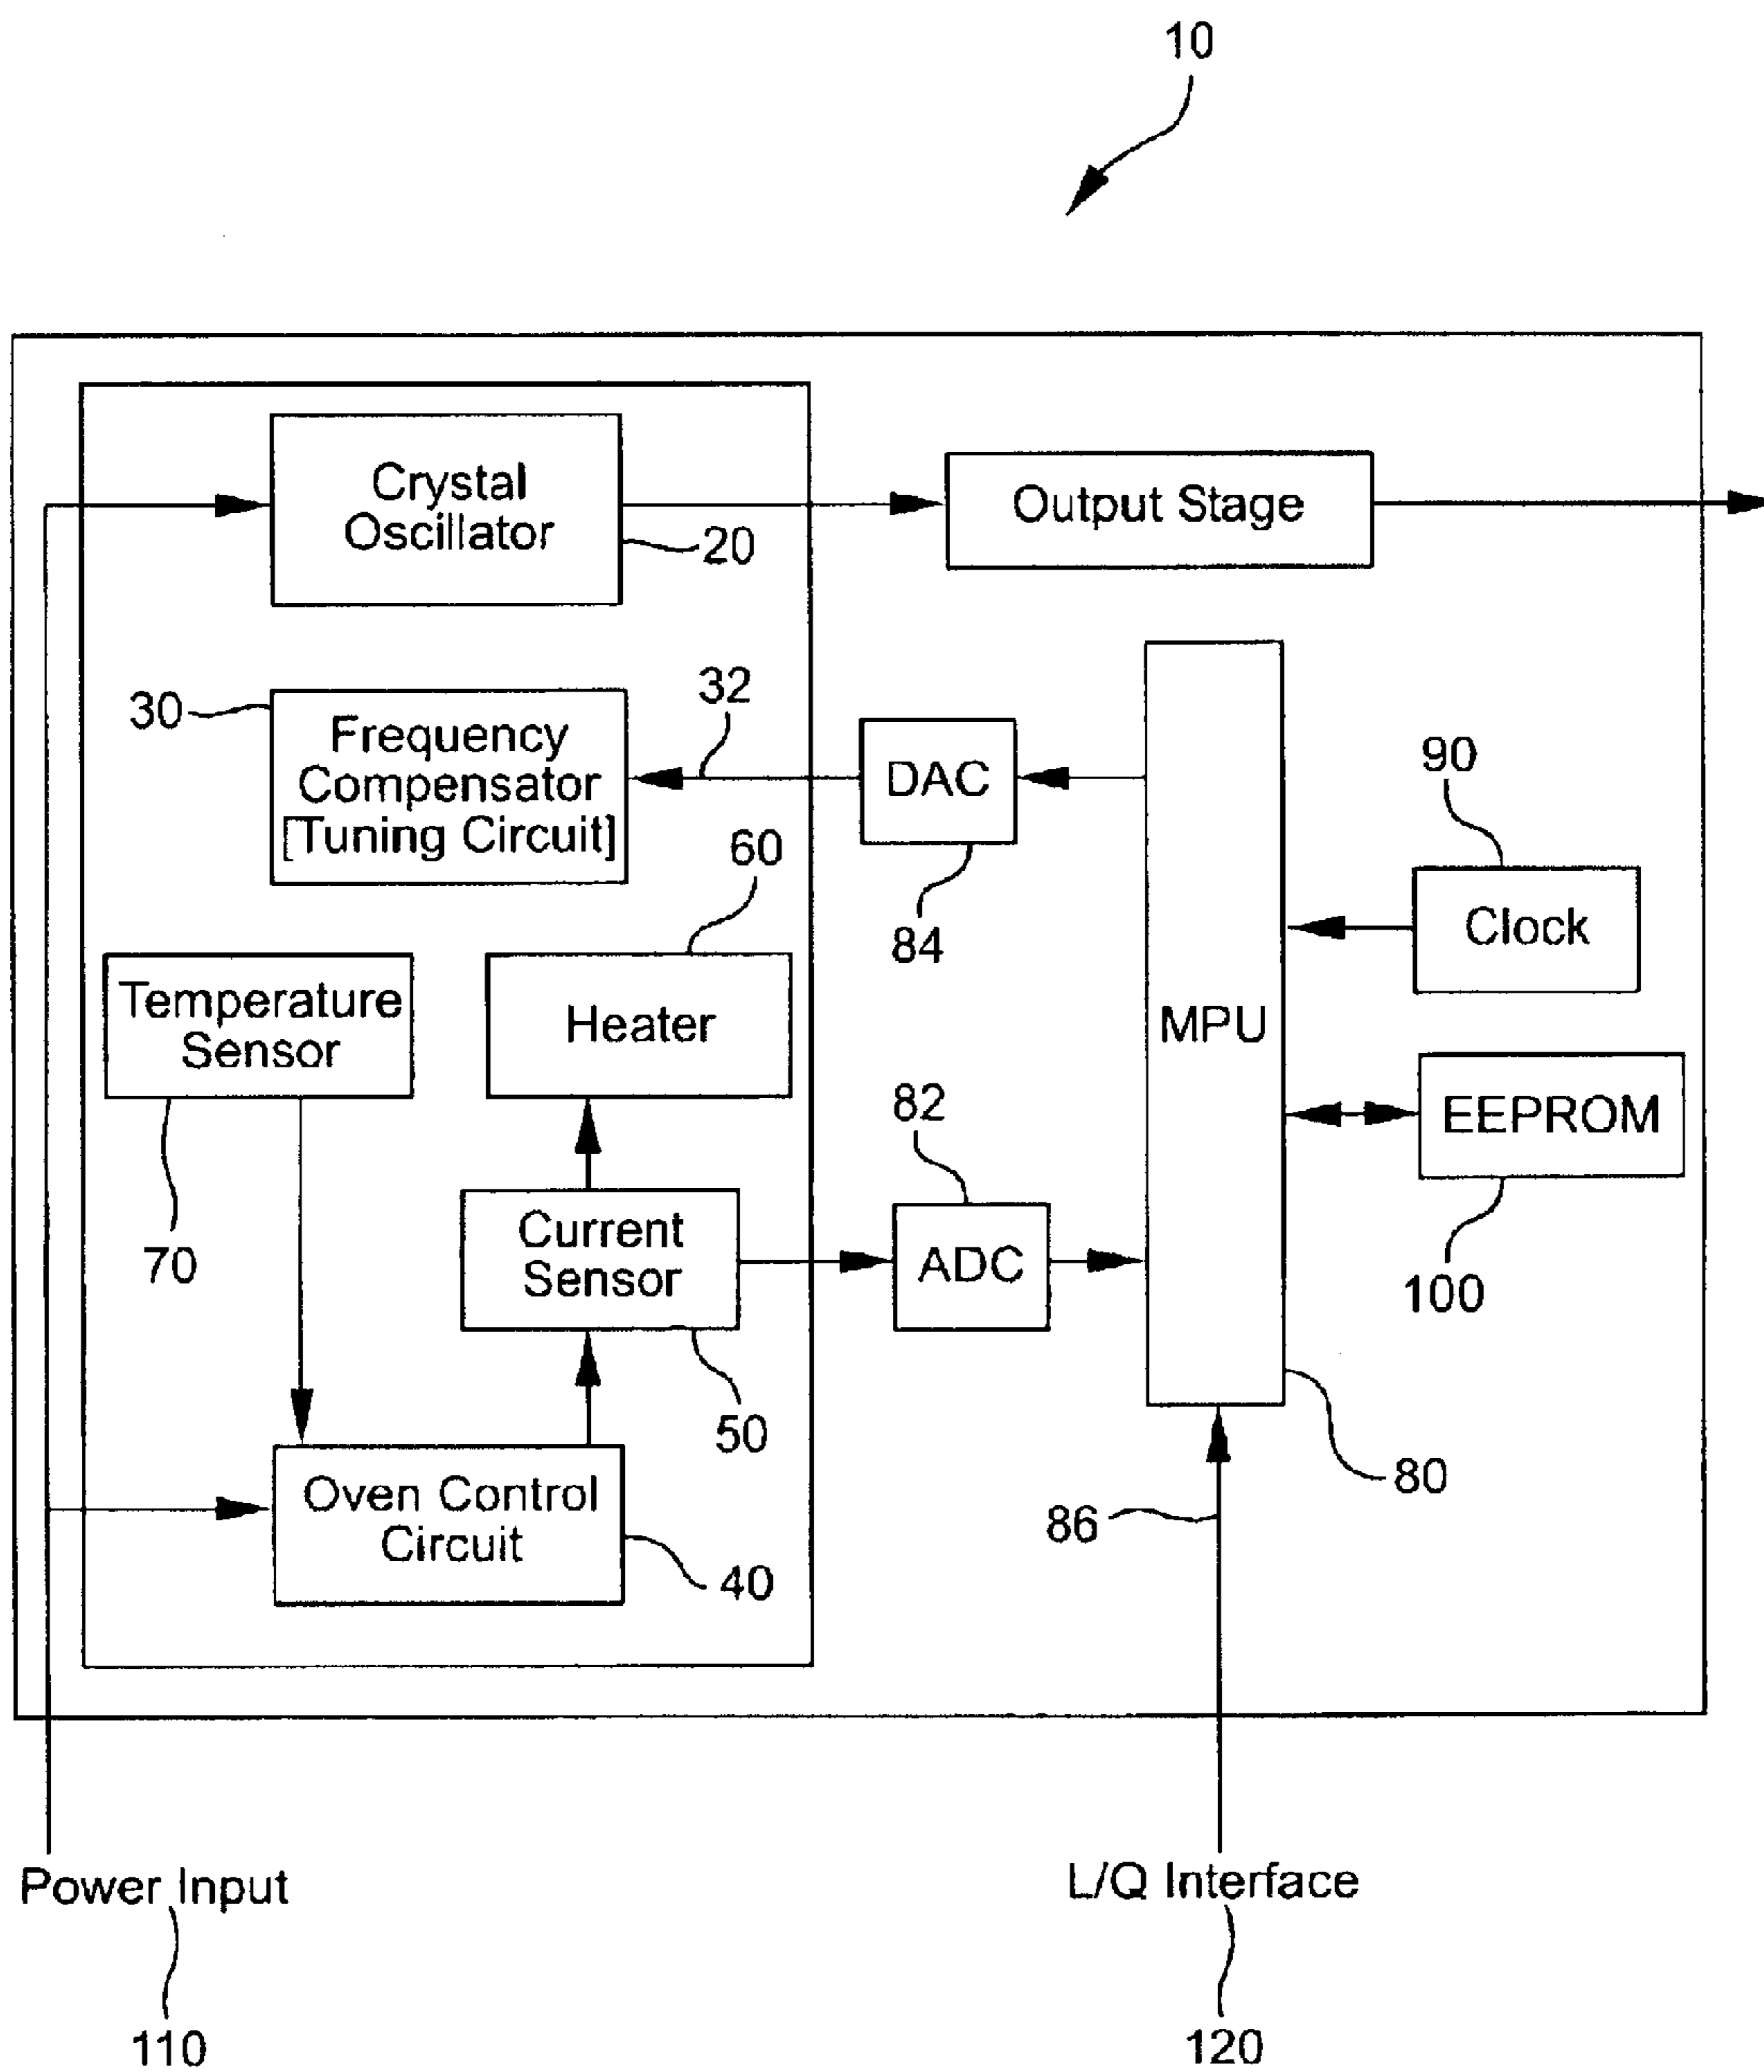 10
Crystal
Oscillator
20
Output Stage
30
Frequency
Compensator
[Tuning Circuit]
32
DAC
84
MPU
90
Clock
60
Temperature
Sensor
70
Heater
82
EEPROM
100
Current
Sensor
50
ADC
80
86
Oven Control
Circuit
40
Power Input
110
L/Q Interface
120